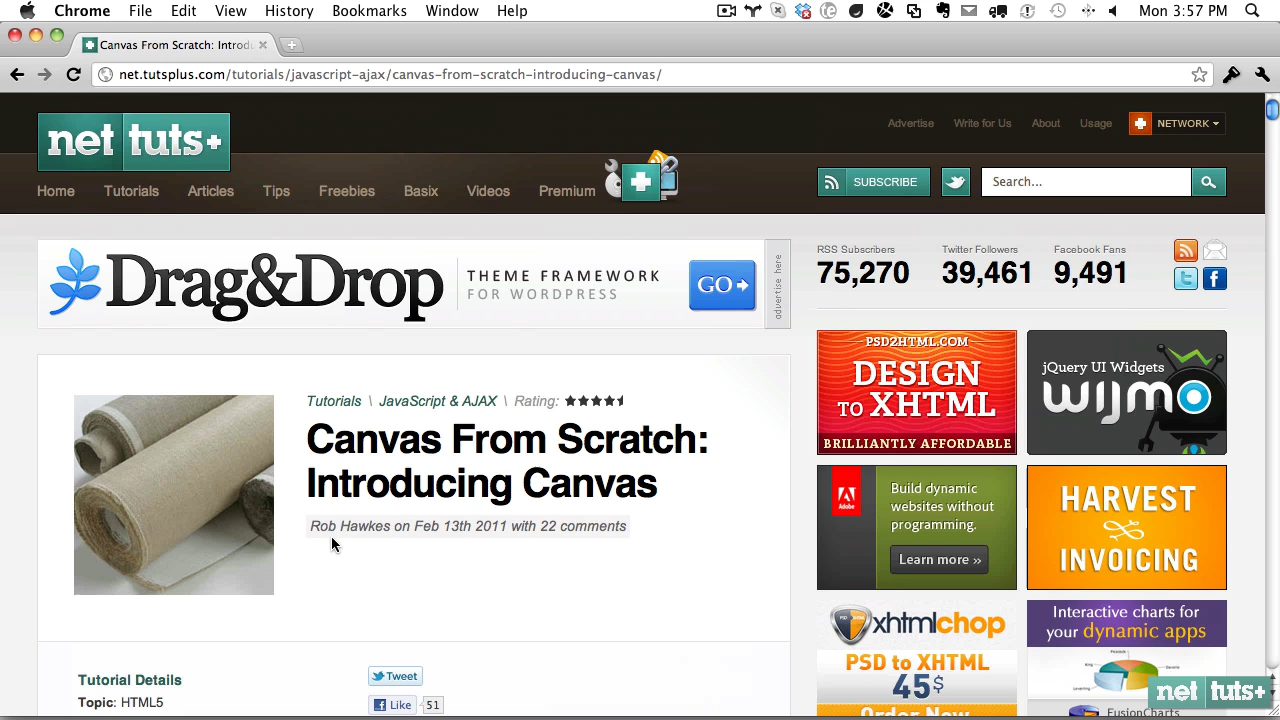 Chrome File Edit View History Bookmarks Window Help
Mon 3:57 PM
Canvas From Scratch: Introdu
net.tutsplus.com/tutorials/javascript-ajax/canvas-from-scratch-introducing-canvas/
net tuts+
Advertise Write for Us About Usage NETWORK
Home Tutorials Articles Tips Freebies Basix Videos Premium
SUBSCRIBE
Search...
Drag&Drop
THEME FRAMEWORK
FOR WORDPRESS
GO
advertise here
RSS Subscribers Twitter Followers Facebook Fans
75,270 39,461 9,491
PSD2HTML.COM
DESIGN
TO XHTML
BRILLIANTLY AFFORDABLE
jQuery UI Widgets
wijmo
Tutorials \ JavaScript & AJAX \ Rating:
Canvas From Scratch:
Introducing Canvas
Rob Hawkes on Feb 13th 2011 with 22 comments
Adobe
Build dynamic
websites without
programming.
Learn more »
HARVEST
INVOICING
xhtmlchop
PSD to XHTML
45$
Order Now
Interactive charts for
your dynamic apps
FusionCharts
Tutorial Details
Topic: HTML5
Tweet
Like 51
net tuts+